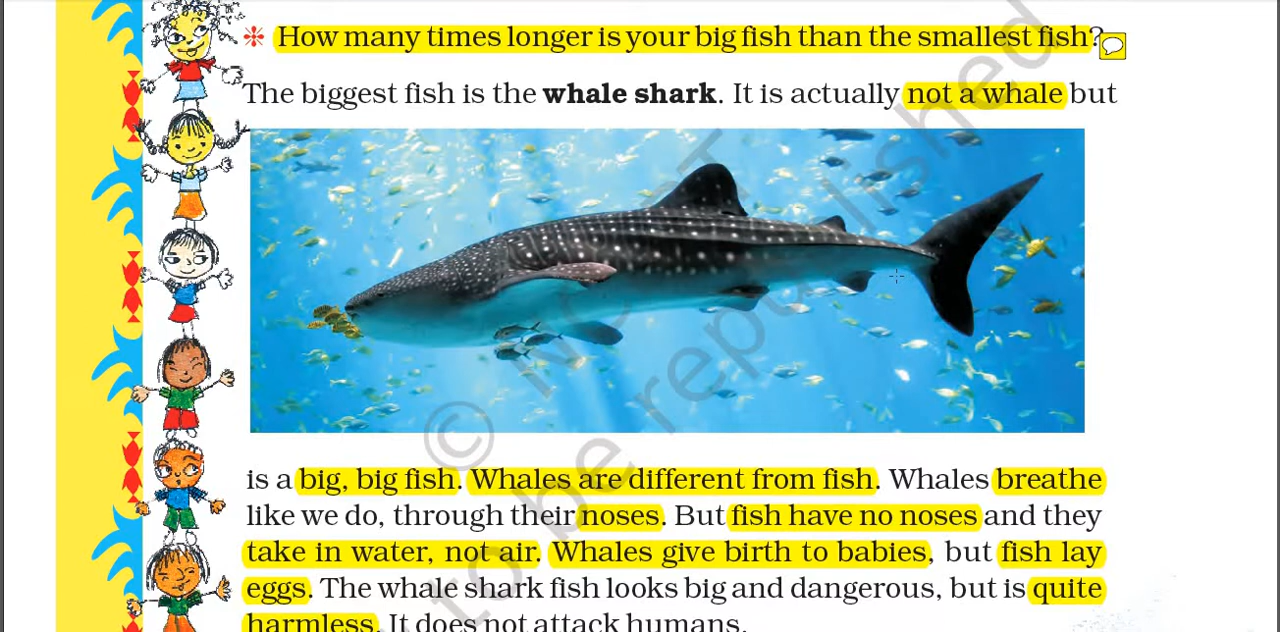 ❉ How many times longer is your big fish than the smallest fish?
The biggest fish is the whale shark. It is actually not a whale but
is a big, big fish. Whales are different from fish. Whales breathe
like we do, through their noses. But fish have no noses and they
take in water, not air. Whales give birth to babies, but fish lay
eggs. The whale shark fish looks big and dangerous, but is quite
harmless. It does not attack humans.
© NCERT
to be republished